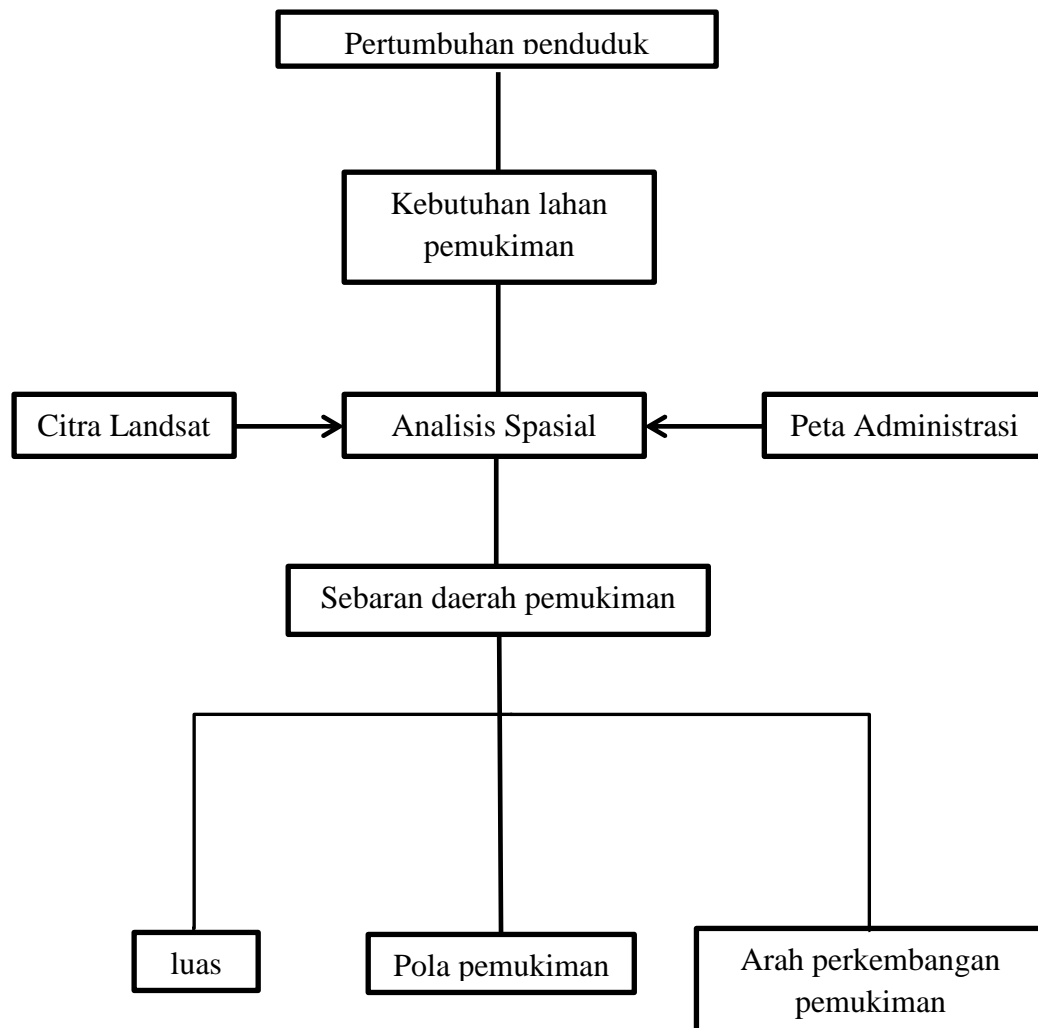 Pertumbuhan penduduk
Kebutuhan lahan
pemukiman
Citra Landsat
Analisis Spasial
Peta Administrasi
Sebaran daerah pemukiman
luas
Pola pemukiman
Arah perkembangan
pemukiman